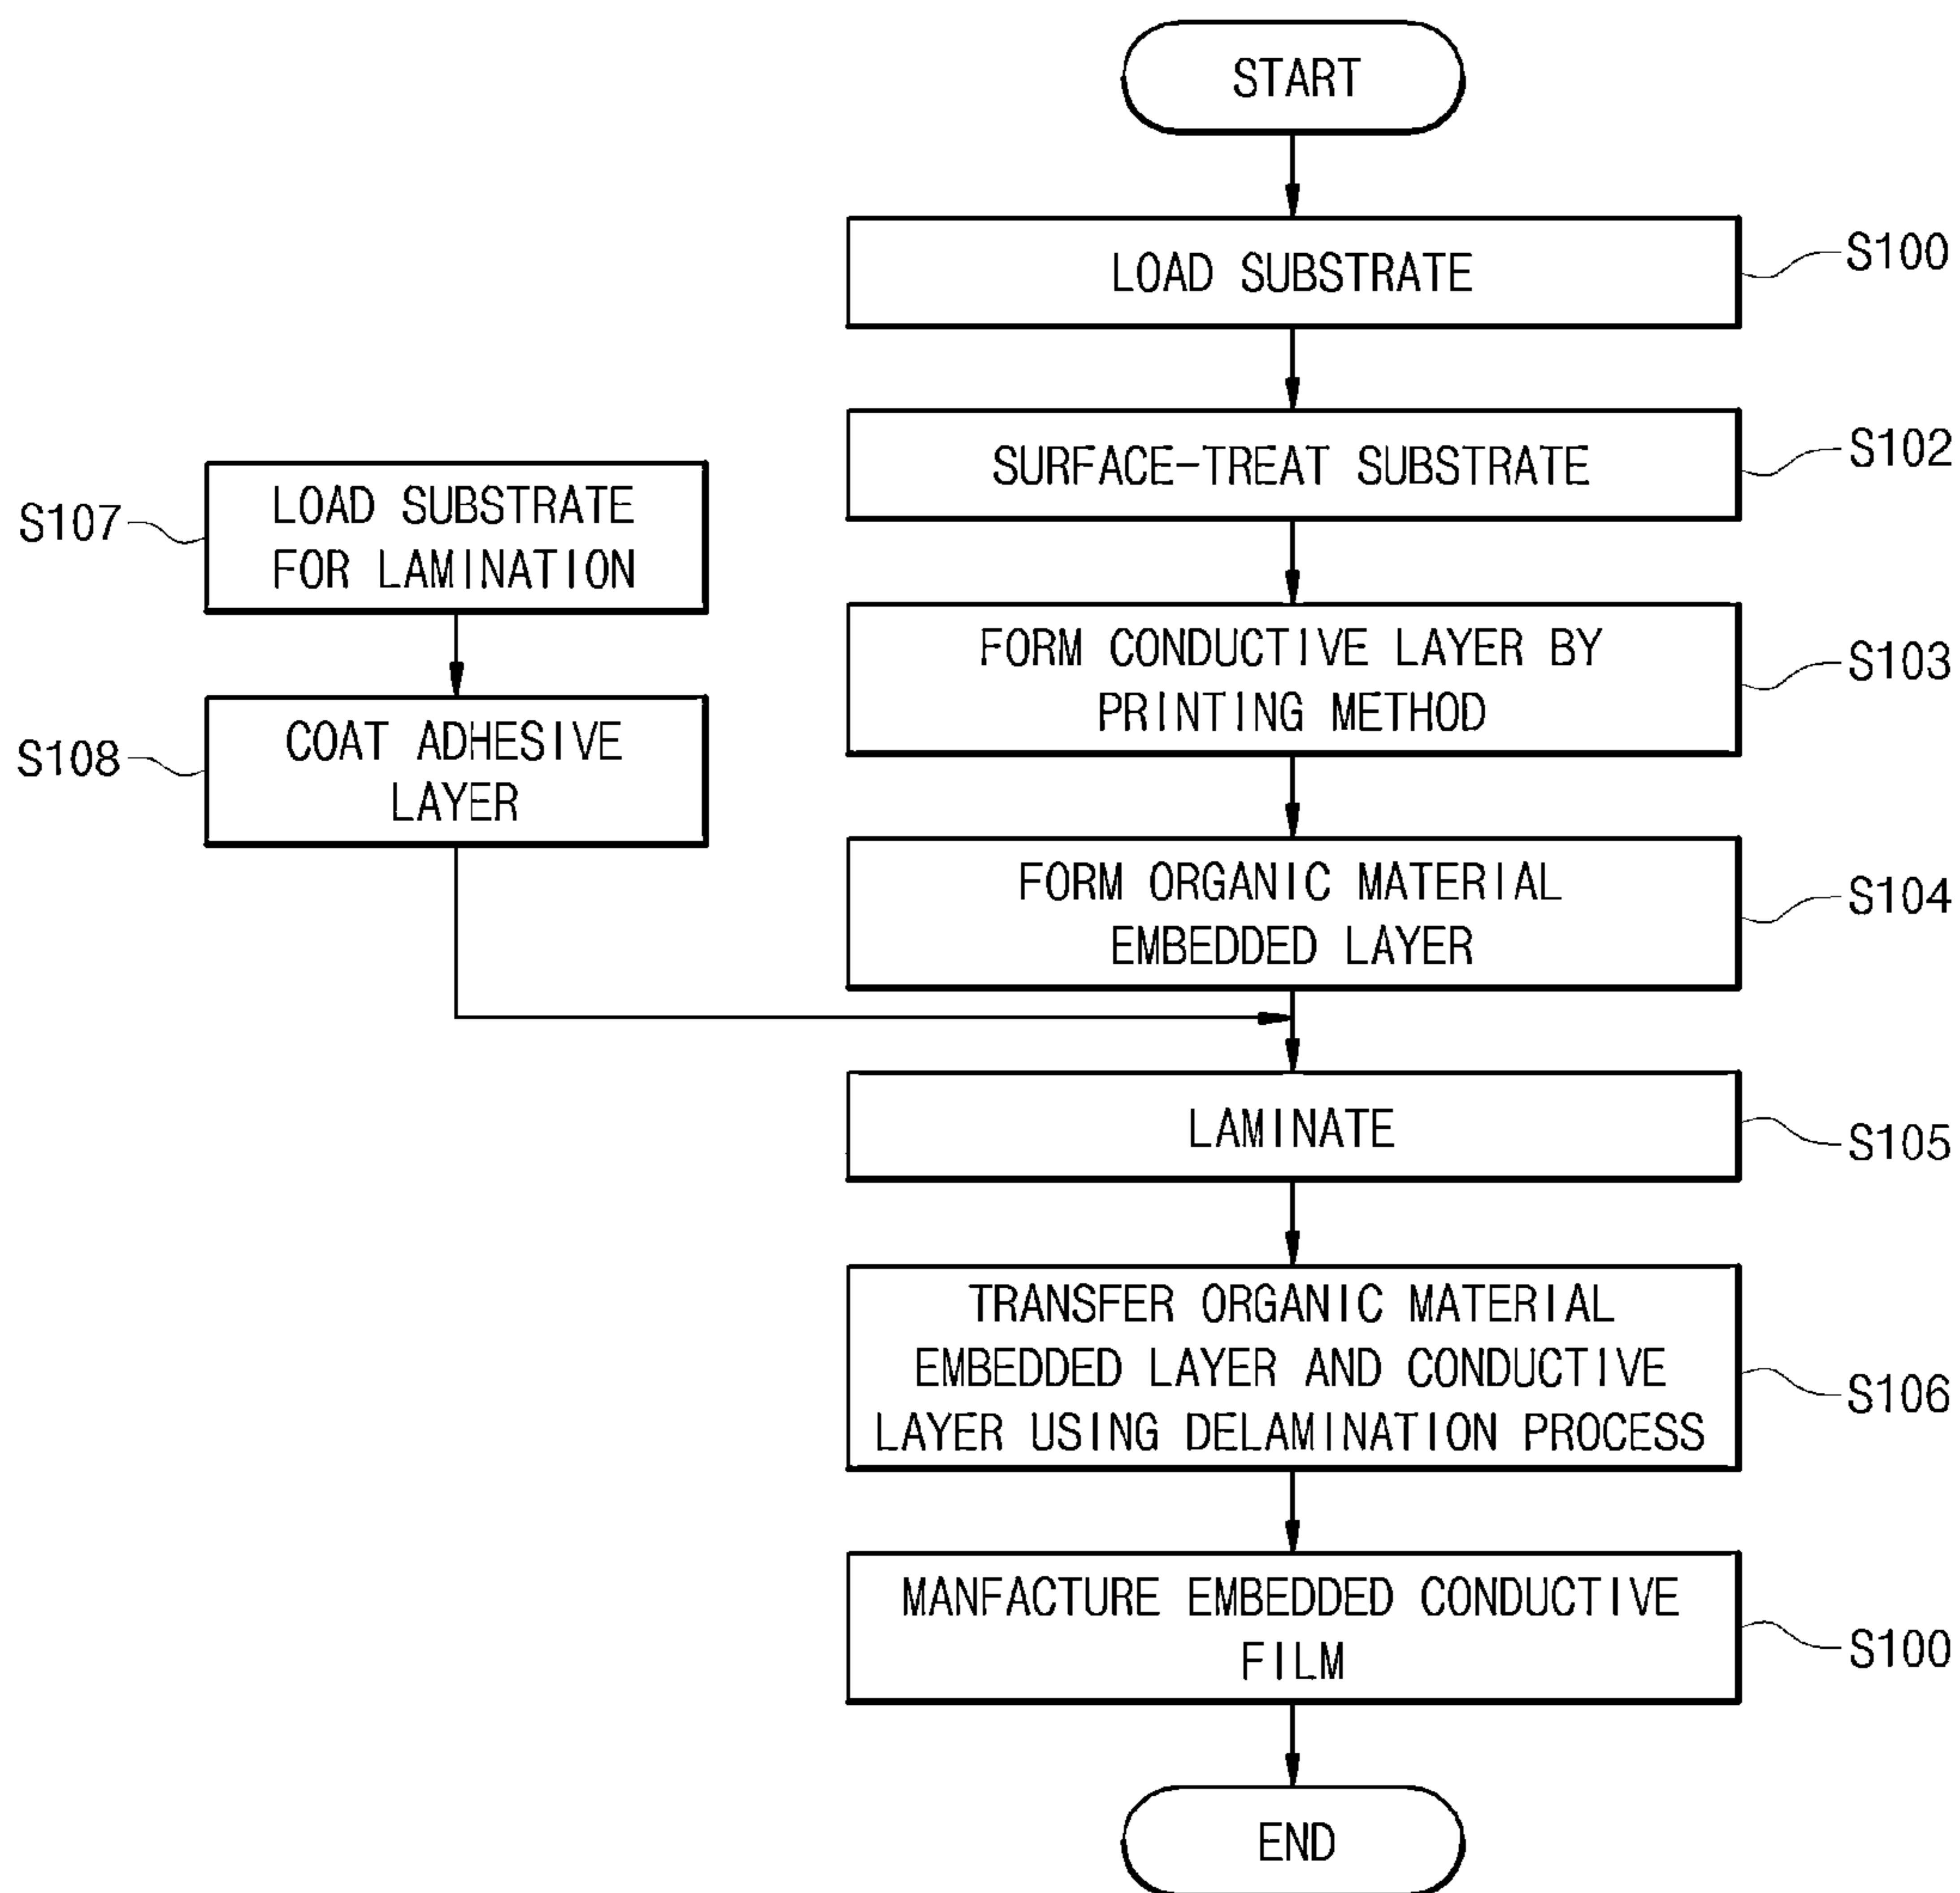 START
LOAD SUBSTRATE
S100
SURFACE-TREAT SUBSTRATE
S102
LOAD SUBSTRATE
FOR LAMINATION
S107
FORM CONDUCTIVE LAYER BY
PRINTING METHOD
S103
COAT ADHESIVE
LAYER
S108
FORM ORGANIC MATERIAL
EMBEDDED LAYER
S104
LAMINATE
S105
TRANSFER ORGANIC MATERIAL
EMBEDDED LAYER AND CONDUCTIVE
LAYER USING DELAMINATION PROCESS
S106
MANFACTURE EMBEDDED CONDUCTIVE
FILM
S100
END